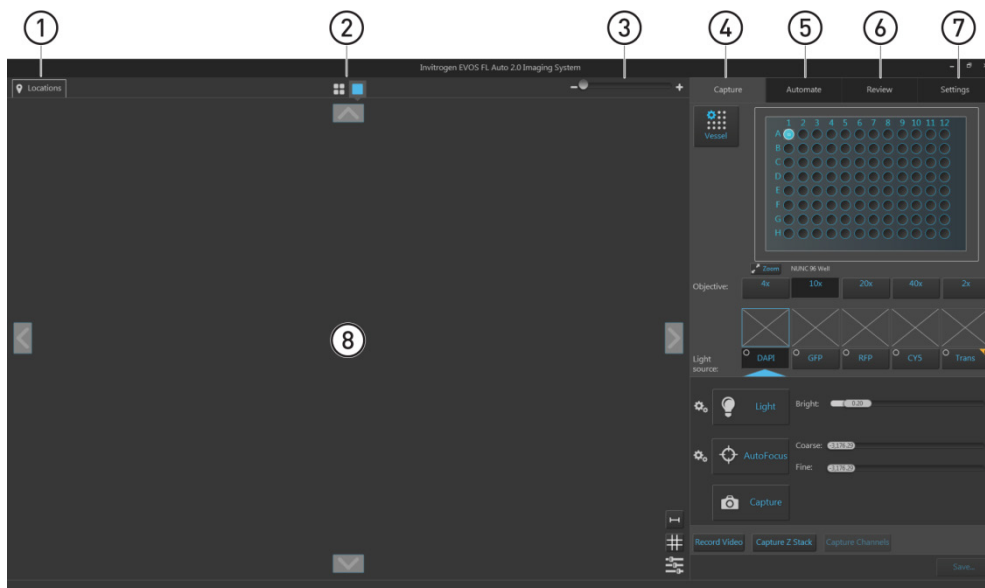 1 2 3 4 5 6 7
Invitrogen EVOS FL Auto 2.0 Imaging System
Locations
Capture Automate Review Settings
Vessel
1 2 3 4 5 6 7 8 9 10 11 12
A
B
C
D
E
F
G
H
Zoom NUNC 96 Well
Objective: 4x 10x 20x 40x 2x
8
Light source: DAPI GFP RFP CY5 Trans
Light Bright: 0.20
Coarse:
AutoFocus
Fine:
Capture
Record Video Capture Z Stack Capture Channels
Save...